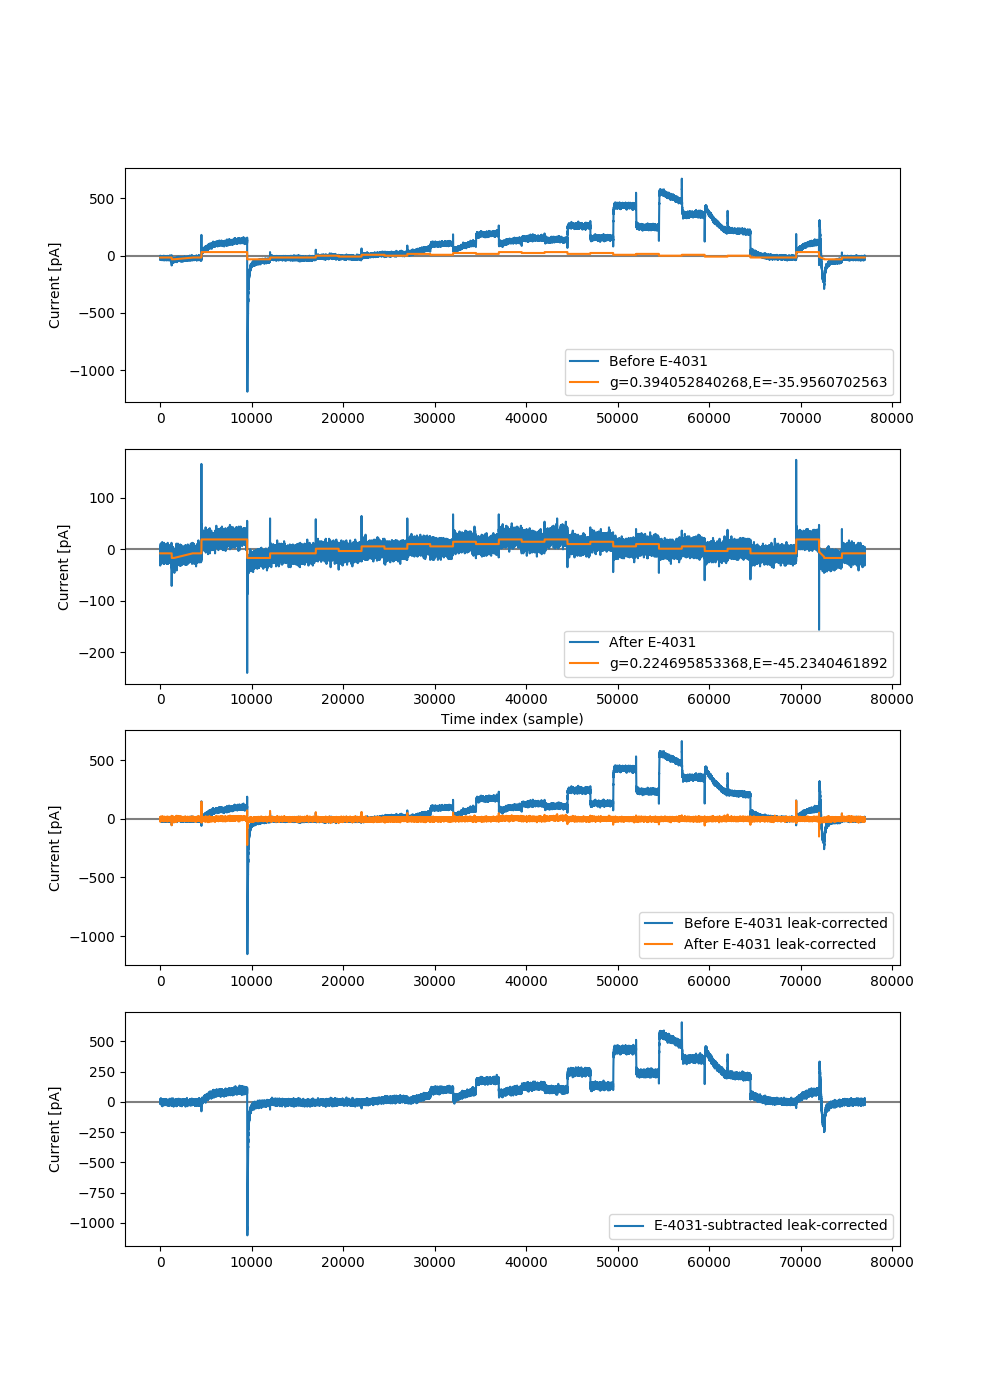 500
0
−500
−1000
Current [pA]
Before E-4031
g=0.394052840268,E=-35.9560702563
0 10000 20000 30000 40000 50000 60000 70000 80000
100
0
−100
−200
Current [pA]
After E-4031
g=0.224695853368,E=-45.2340461892
0 10000 20000 30000 40000 50000 60000 70000 80000
Time index (sample)
500
0
−500
−1000
Current [pA]
Before E-4031 leak-corrected
After E-4031 leak-corrected
0 10000 20000 30000 40000 50000 60000 70000 80000
500
250
0
−250
−500
−750
−1000
Current [pA]
E-4031-subtracted leak-corrected
0 10000 20000 30000 40000 50000 60000 70000 80000